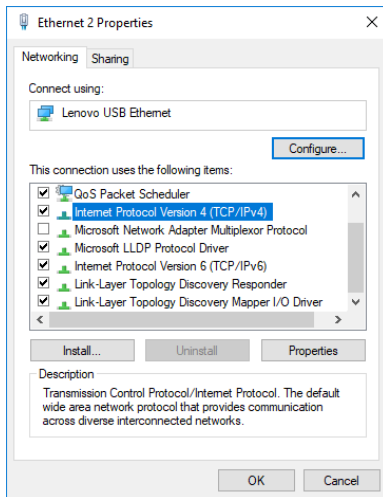 Ethernet 2 Properties
Networking
Sharing
Connect using:
Lenovo USB Ethernet
Configure...
This connection uses the following items:
QoS Packet Scheduler
Internet Protocol Version 4 (TCP/IPv4)
Microsoft Network Adapter Multiplexor Protocol
Microsoft LLDP Protocol Driver
Internet Protocol Version 6 (TCP/IPv6)
Link-Layer Topology Discovery Responder
Link-Layer Topology Discovery Mapper I/O Driver
Install...
Uninstall
Properties
Description
Transmission Control Protocol/Internet Protocol. The default
wide area network protocol that provides communication
across diverse interconnected networks.
OK
Cancel